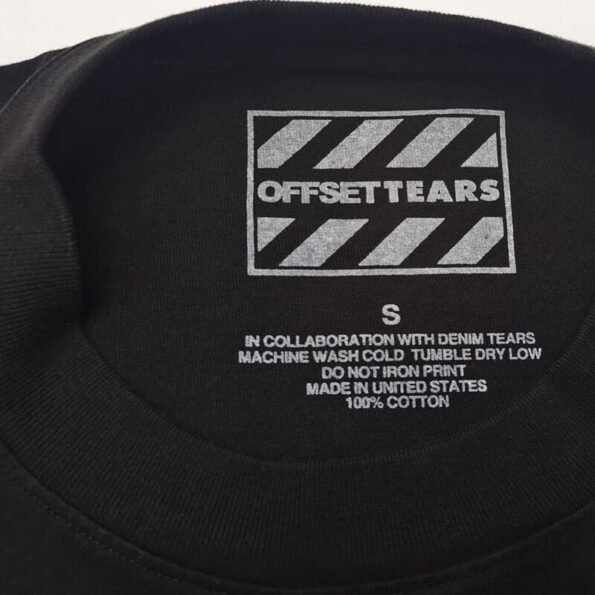 OFFSETTEARS
S
IN COLLABORATION WITH DENIM TEARS
MACHINE WASH COLD TUMBLE DRY LOW
DO NOT IRON PRINT
MADE IN UNITED STATES
100% COTTON